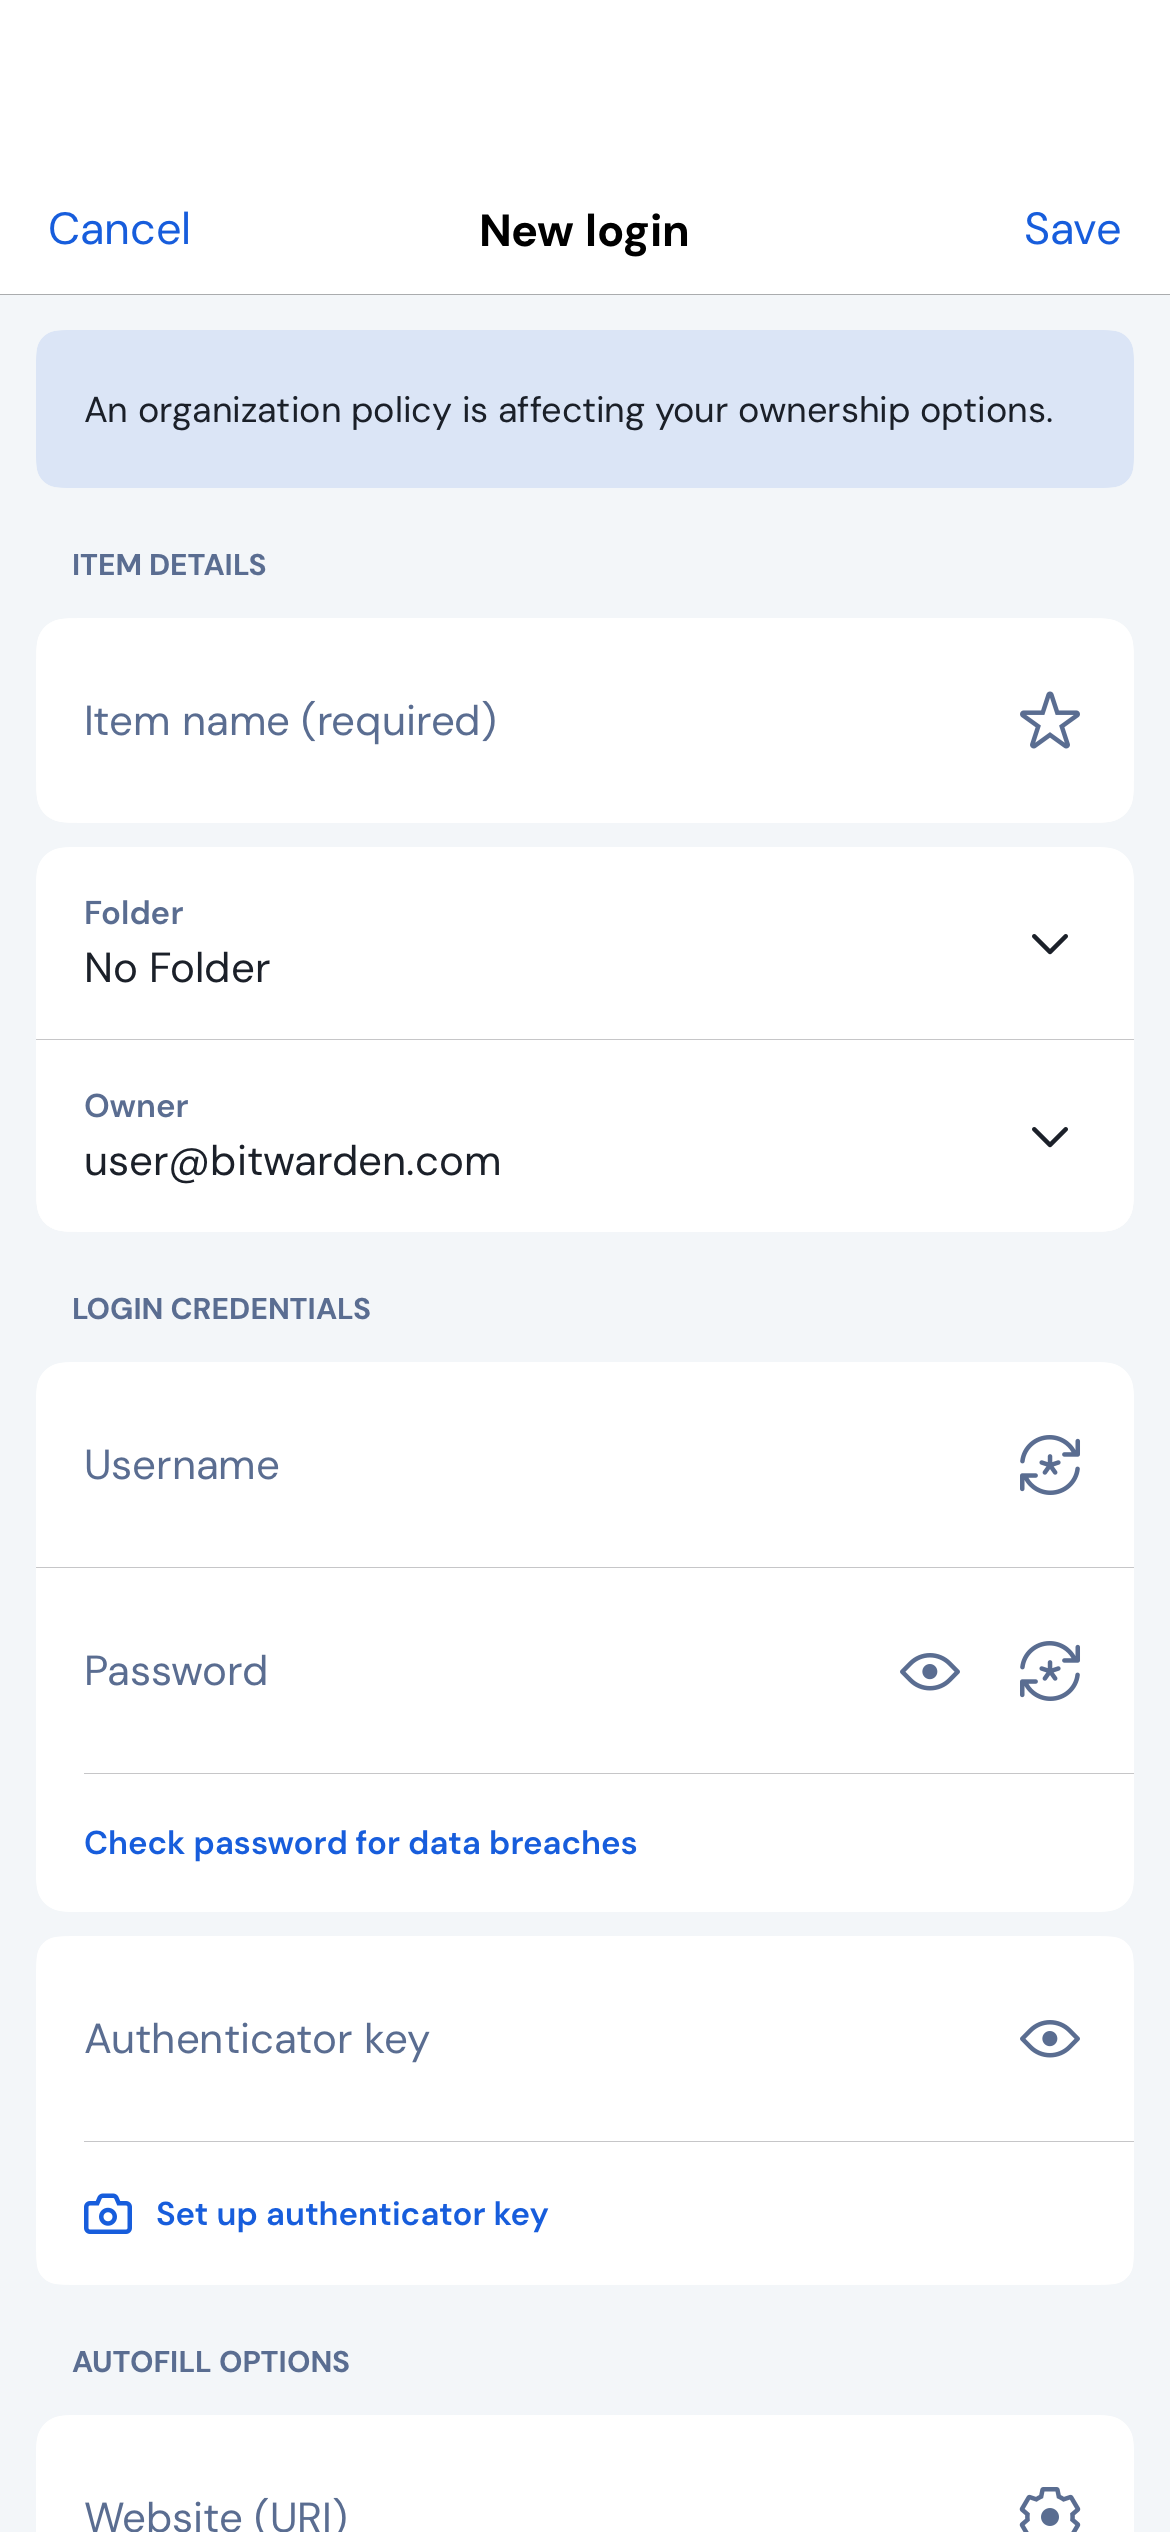 Cancel
New login
Save
An organization policy is affecting your ownership options.
ITEM DETAILS
Item name (required)
Folder
No Folder
Owner
user@bitwarden.com
LOGIN CREDENTIALS
Username
Password
Check password for data breaches
Authenticator key
Set up authenticator key
AUTOFILL OPTIONS
Website (URI)